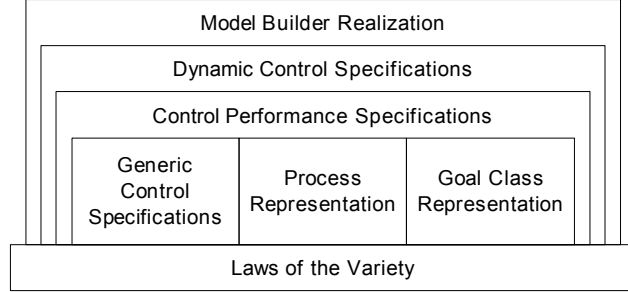 Model Builder Realization
Dynamic Control Specifications
Control Performance Specifications
Generic
Control
Specifications
Process
Representation
Goal Class
Representation
Laws of the Variety